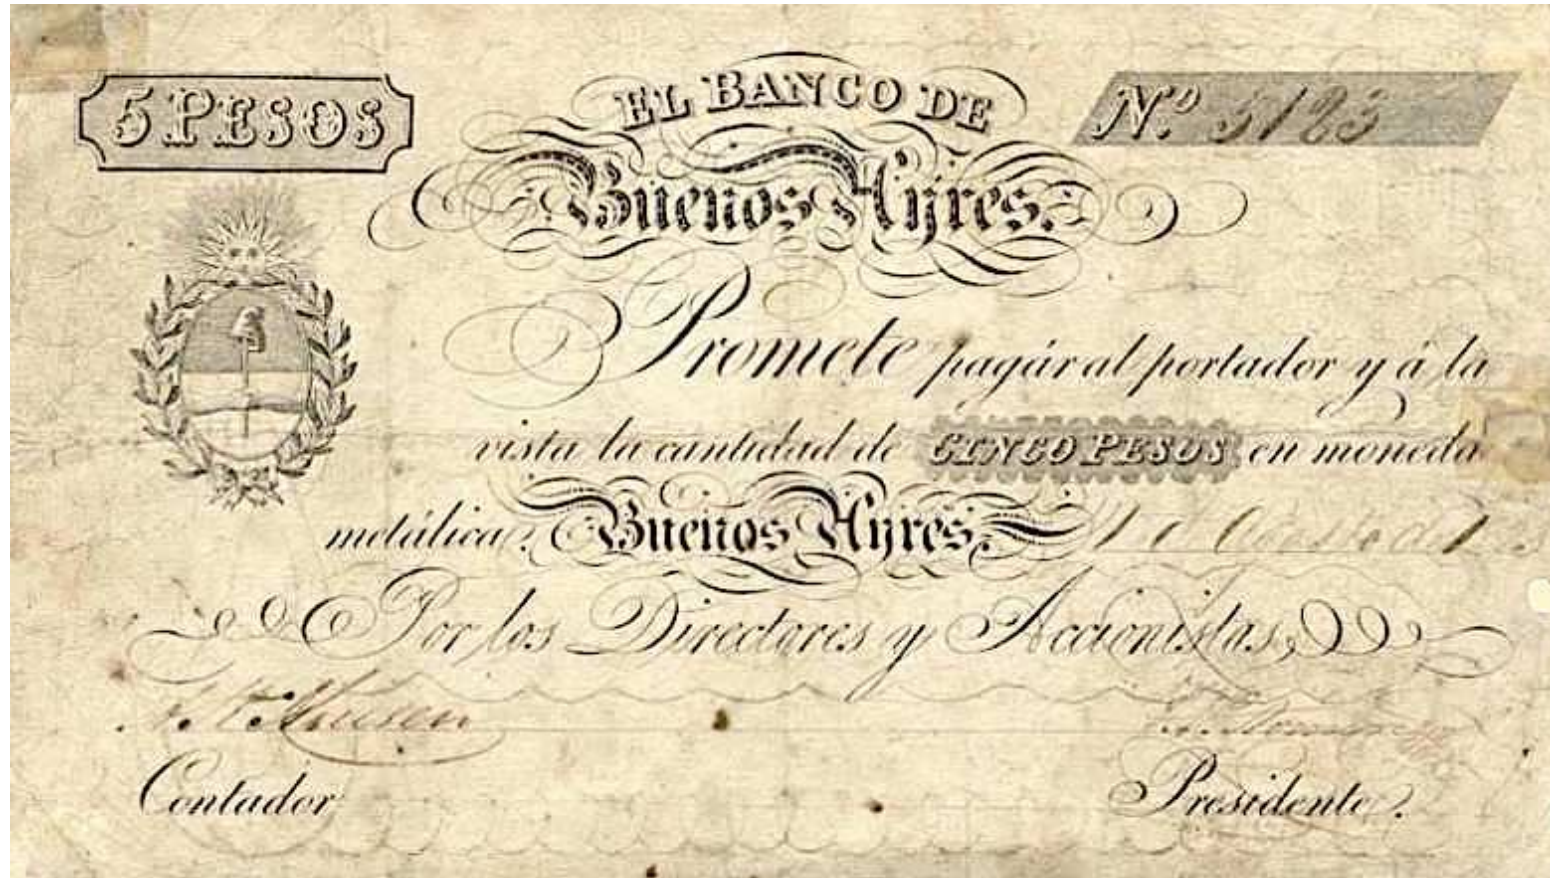 5 PESOS
EL BANCO DE
Nº 5123
Buenos Ayres.
Promete pagár al portador y á la
vista la cantidad de CINCO PESOS en moneda
metálica. Buenos Ayres.
Por los Directores y Accionistas,
Contador
Presidente.